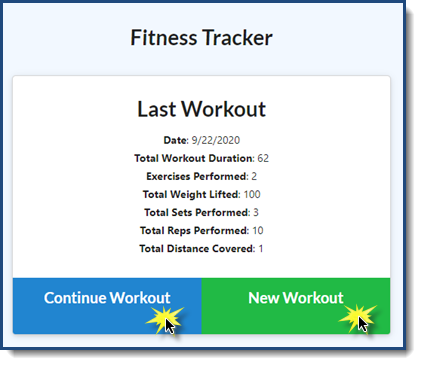 Fitness Tracker
Last Workout
Date: 9/22/2020
Total Workout Duration: 62
Exercises Performed: 2
Total Weight Lifted: 100
Total Sets Performed: 3
Total Reps Performed: 10
Total Distance Covered: 1
Continue Workout
New Workout